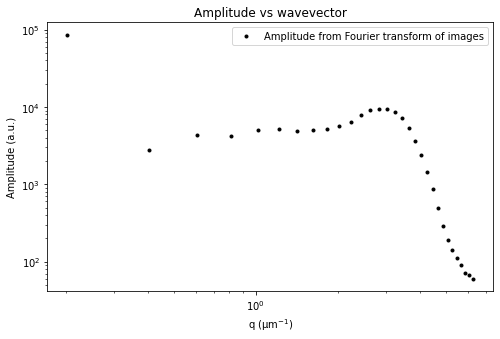 Amplitude vs wavevector
Amplitude from Fourier transform of images
Amplitude (a.u.)
10⁵
10⁴
10³
10²
10⁰
q (μm⁻¹)